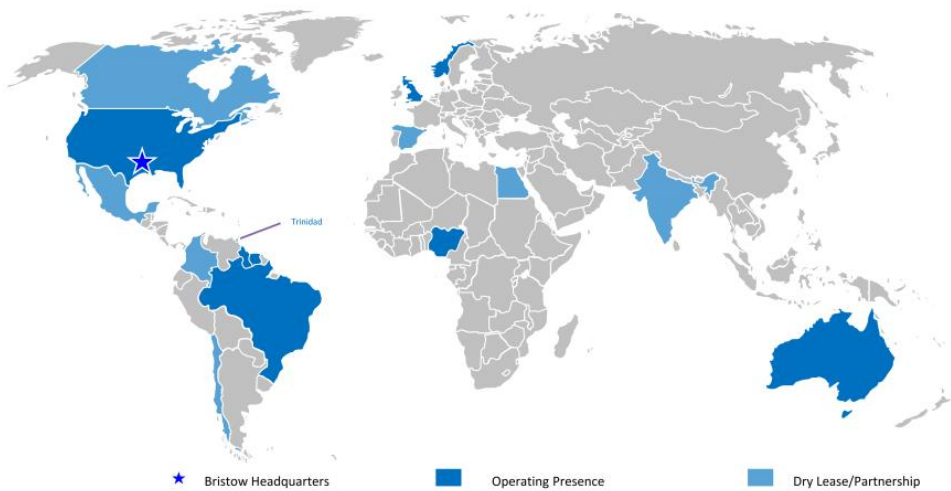 Trinidad
Bristow Headquarters
Operating Presence
Dry Lease/Partnership